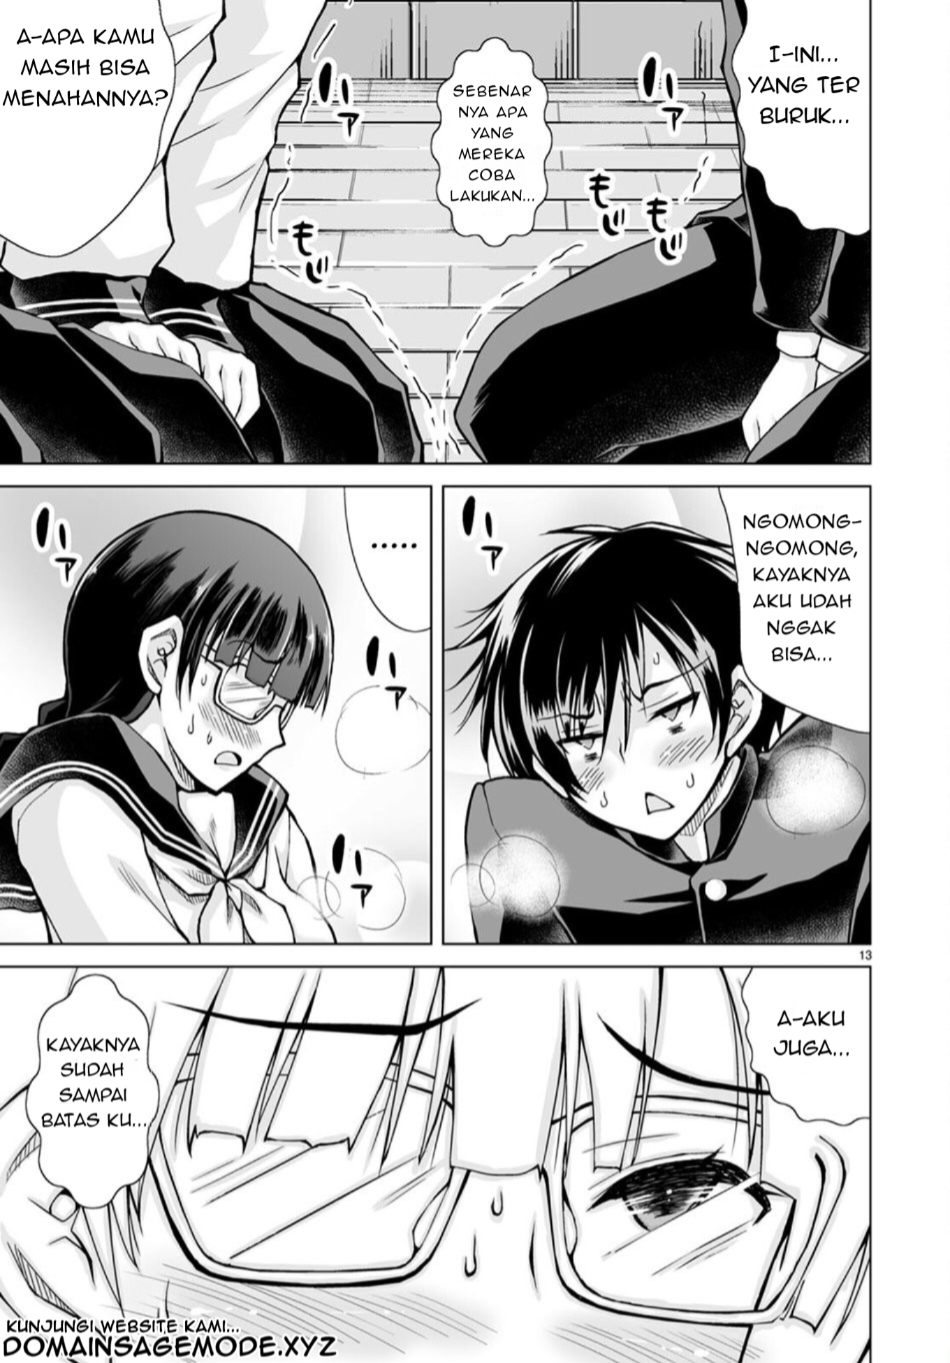 I-INI...
YANG TER
BURUK...
SEBENAR
NYA APA
YANG
MEREKA
COBA
LAKUKAN...
A-APA KAMU
MASIH BISA
MENAHANNYA?
ハァ
ハァ
もじ
もじ
もじ
もじ
NGOMONG-
NGOMONG,
KAYAKNYA
AKU UDAH
NGGAK
BISA...
ハァ
......
ハァ
ハァ
ハァ
13
A-AKU
JUGA...
KAYAKNYA
SUDAH
SAMPAI
BATAS KU...
KUNJUNGI WEBSITE KAMI...
DOMAINSAGEMODE.XYZ